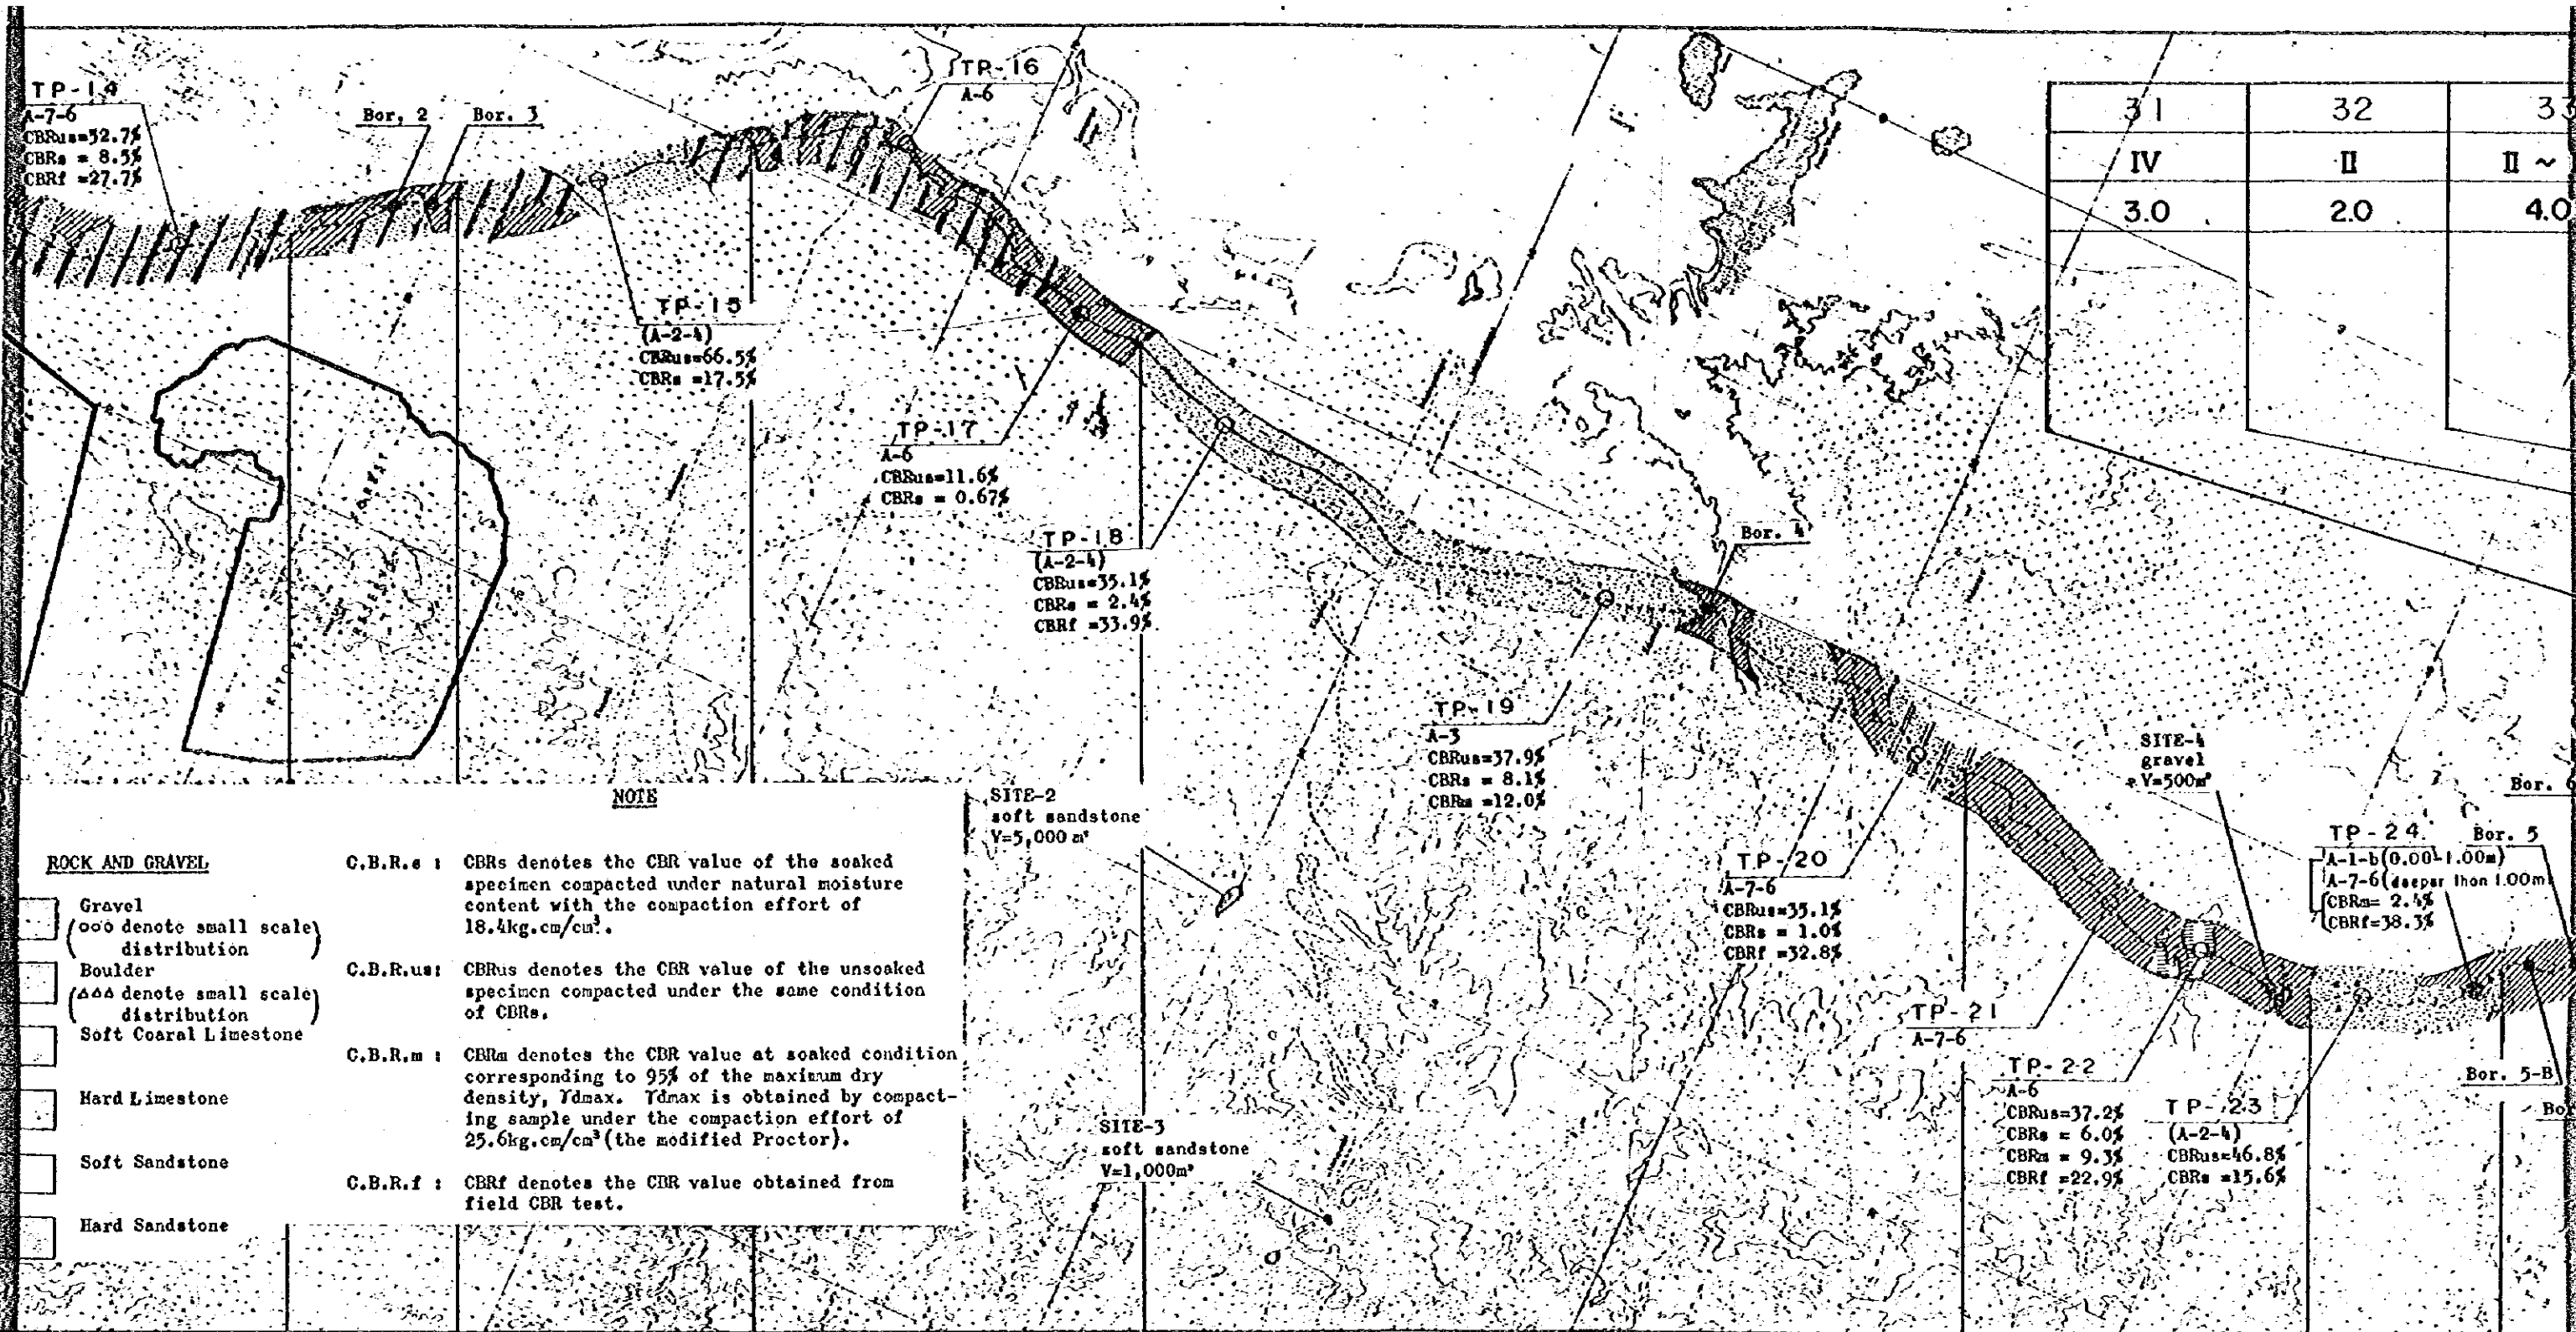 TP-14
A-7-6
CBRus=52.7%
CBRs = 8.5%
CBRf =27.7%
Bor. 2
Bor. 3
TP-16
A-6
31 32 33
IV II II ~
3.0 2.0 4.0
TP-15
(A-2-4)
CBRus=66.5%
CBRs =17.5%
TP-17
A-6
CBRus=11.6%
CBRs = 0.67%
TP-18
(A-2-4)
CBRus=35.1%
CBRs = 2.4%
CBRf =33.9%
Bor. 4
FOREST
RESERVE
TP-19
A-3
CBRus=37.9%
CBRs = 8.1%
CBRm =12.0%
TP-20
A-7-6
CBRus=35.1%
CBRs = 1.0%
CBRf =32.8%
TP-21
A-7-6
SITE-4
gravel
V=500m³
Bor. 6
TP-24
A-1-b(0.00-1.00m)
A-7-6(deeper than 1.00m)
CBRm= 2.4%
CBRf=38.3%
Bor. 5
Bor. 5-B
TP-22
A-6
CBRus=37.2%
CBRs = 6.0%
CBRm = 9.3%
CBRf =22.9%
TP-23
(A-2-4)
CBRus=46.8%
CBRs =15.6%
SITE-2
soft sandstone
V=5,000 m³
SITE-3
soft sandstone
V=1,000m³
NOTE
ROCK AND GRAVEL
Gravel
(ooo denote small scale
distribution)
Boulder
(ΔΔΔ denote small scale
distribution)
Soft Coaral Limestone
Hard Limestone
Soft Sandstone
Hard Sandstone
C.B.R.s : CBRs denotes the CBR value of the soaked
specimen compacted under natural moisture
content with the compaction effort of
18.4kg.cm/cm³.
C.B.R.us: CBRus denotes the CBR value of the unsoaked
specimen compacted under the same condition
of CBRs.
C.B.R.m : CBRm denotes the CBR value at soaked condition
corresponding to 95% of the maximum dry
density, γdmax. γdmax is obtained by compact-
ing sample under the compaction effort of
25.6kg.cm/cm³(the modified Proctor).
C.B.R.f : CBRf denotes the CBR value obtained from
field CBR test.